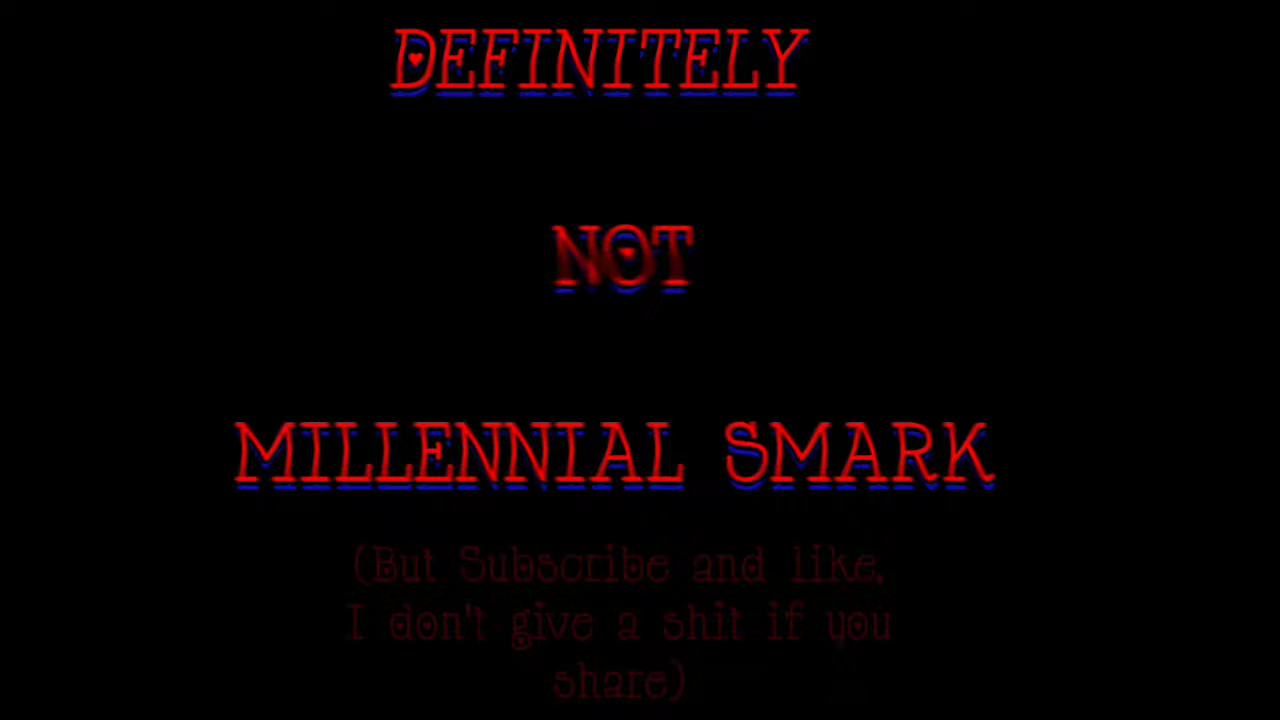 DEFINITELY
NOT
MILLENNIAL SMARK
(But Subscribe and like.
I don't give a shit if you
share)